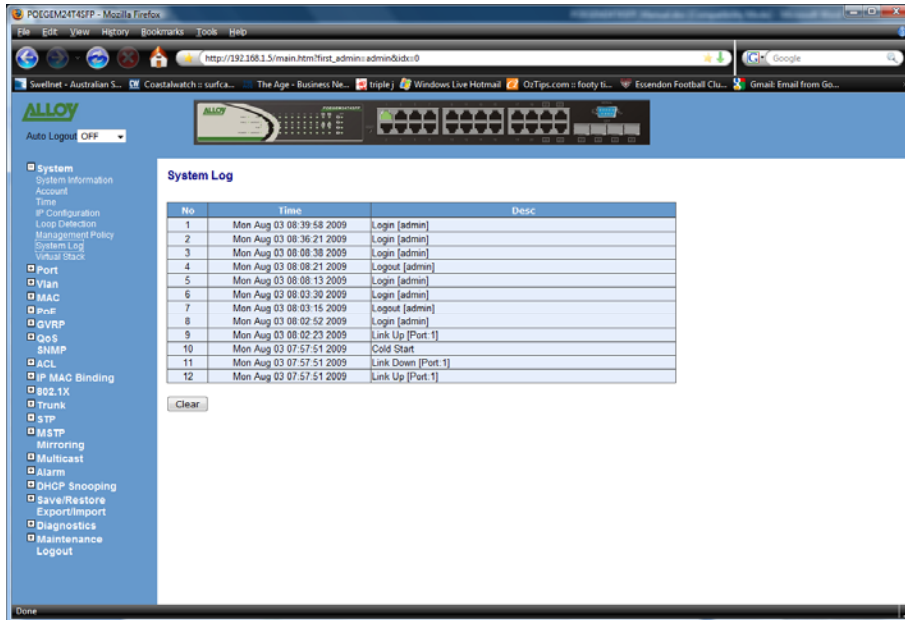 POEGEM24T4SFP - Mozilla Firefox
File Edit View History Bookmarks Tools Help
http://192.168.1.5/main.htm?first_admin=admin&idx=0
Google
Swellnet - Australian S... Coastalwatch :: surfca... The Age - Business Ne... triple j Windows Live Hotmail OzTips.com :: footy ti... Essendon Football Clu... Gmail: Email from Go...
ALLOY
Auto Logout OFF
ALLOY
System
System Information
Account
Time
IP Configuration
Loop Detection
Management Policy
System Log
Virtual Stack
Port
Vlan
MAC
PoE
GVRP
QoS
SNMP
ACL
IP MAC Binding
802.1X
Trunk
STP
MSTP
Mirroring
Multicast
Alarm
DHCP Snooping
Save/Restore
Export/Import
Diagnostics
Maintenance
Logout
System Log
No Time Desc
1 Mon Aug 03 08:39:58 2009 Login [admin]
2 Mon Aug 03 08:36:21 2009 Login [admin]
3 Mon Aug 03 08:08:38 2009 Login [admin]
4 Mon Aug 03 08:08:21 2009 Logout [admin]
5 Mon Aug 03 08:08:13 2009 Login [admin]
6 Mon Aug 03 08:03:30 2009 Login [admin]
7 Mon Aug 03 08:03:15 2009 Logout [admin]
8 Mon Aug 03 08:02:52 2009 Login [admin]
9 Mon Aug 03 08:02:23 2009 Link Up [Port:1]
10 Mon Aug 03 07:57:51 2009 Cold Start
11 Mon Aug 03 07:57:51 2009 Link Down [Port:1]
12 Mon Aug 03 07:57:51 2009 Link Up [Port:1]
Clear
Done